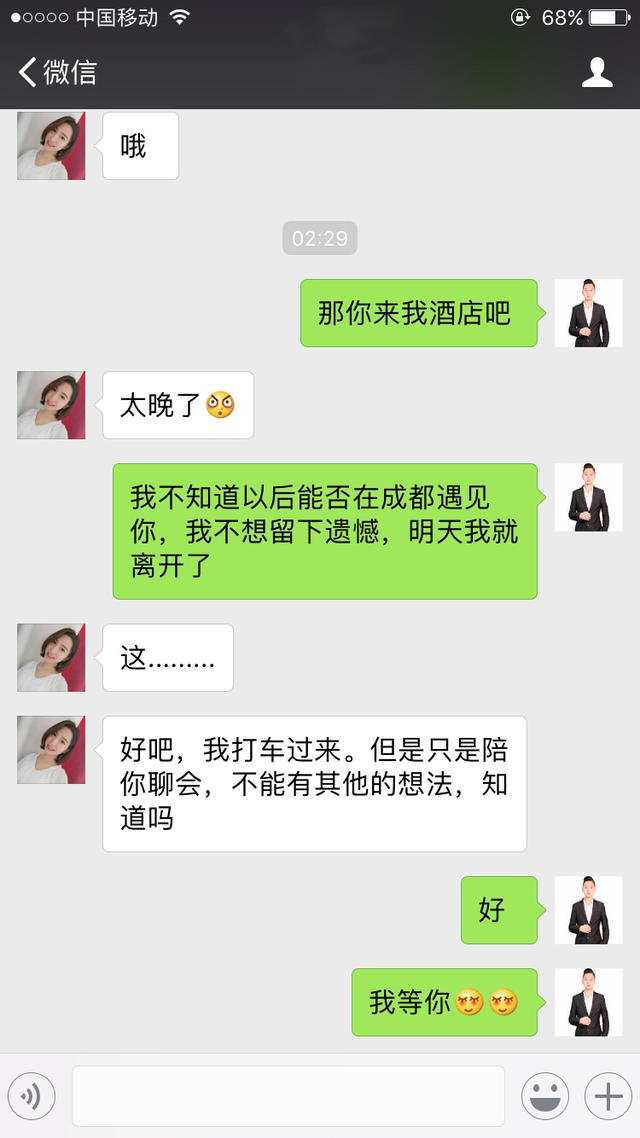 中国移动
68%
微信
哦
02:29
那你来我酒店吧
太晚了
我不知道以后能否在成都遇见
你，我不想留下遗憾，明天我就
离开了
这.........
好吧，我打车过来。但是只是陪
你聊会，不能有其他的想法，知
道吗
好
我等你